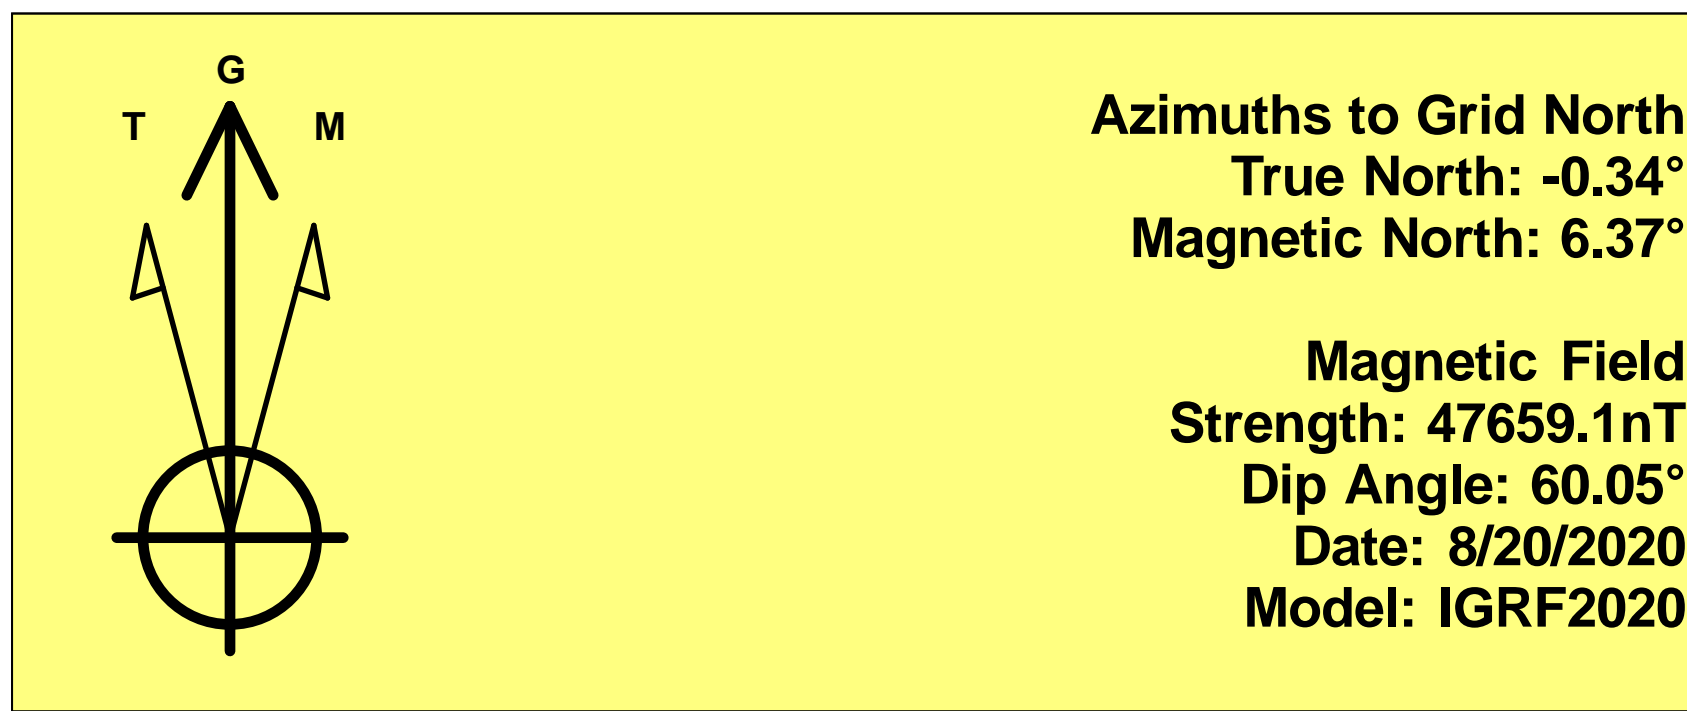 G
T
M
Azimuths to Grid North
True North: -0.34°
Magnetic North: 6.37°
Magnetic Field
Strength: 47659.1nT
Dip Angle: 60.05°
Date: 8/20/2020
Model: IGRF2020